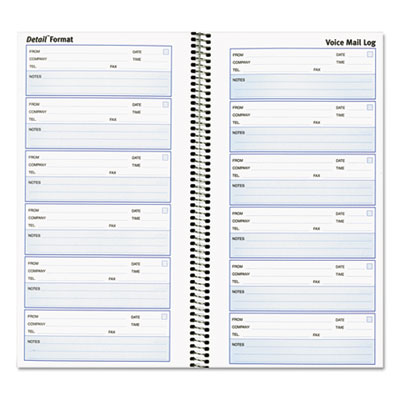 Detail™ Format
FROM DATE
COMPANY TIME
TEL. FAX
NOTES
FROM DATE
COMPANY TIME
TEL. FAX
NOTES
FROM DATE
COMPANY TIME
TEL. FAX
NOTES
FROM DATE
COMPANY TIME
TEL. FAX
NOTES
FROM DATE
COMPANY TIME
TEL. FAX
NOTES
FROM DATE
COMPANY TIME
TEL. FAX
NOTES
Voice Mail Log
FROM DATE
COMPANY TIME
TEL. FAX
NOTES
FROM DATE
COMPANY TIME
TEL. FAX
NOTES
FROM DATE
COMPANY TIME
TEL. FAX
NOTES
FROM DATE
COMPANY TIME
TEL. FAX
NOTES
FROM DATE
COMPANY TIME
TEL. FAX
NOTES
FROM DATE
COMPANY TIME
TEL. FAX
NOTES